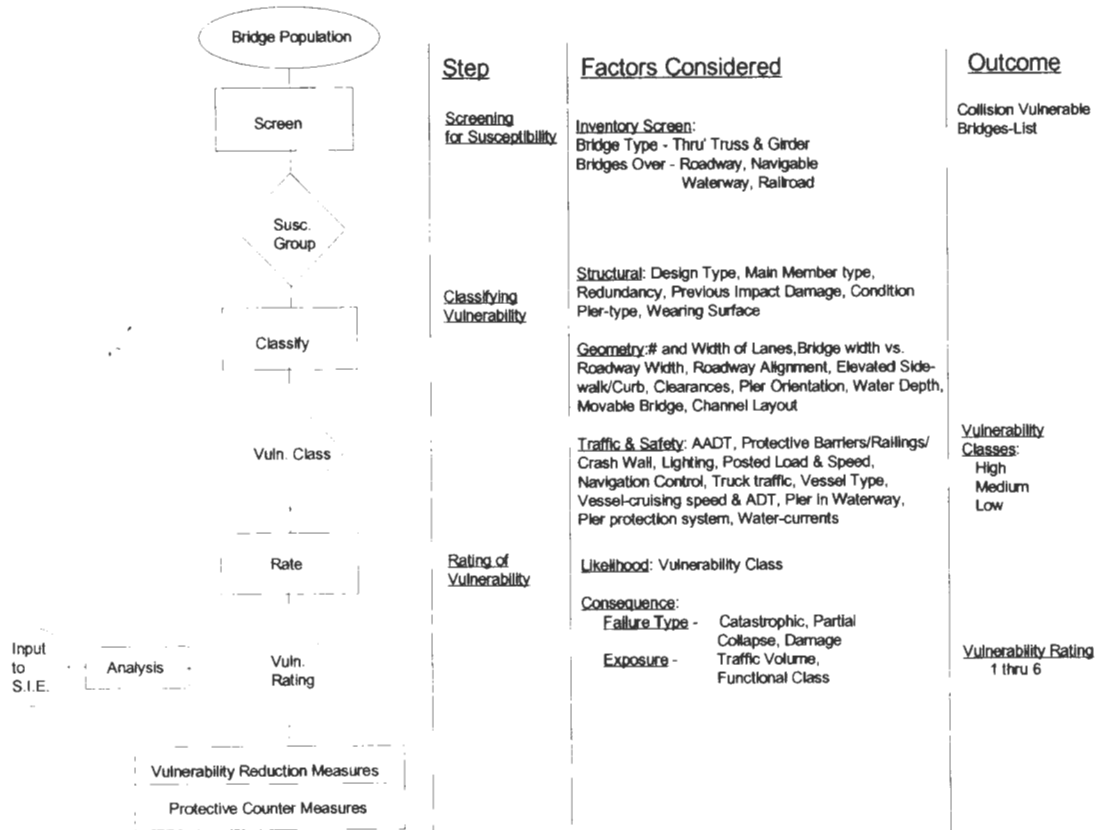 Bridge Population
Screen
Susc.
Group
Classify
Vuln. Class
Rate
Input
to
S.I.E.
Analysis
Vuln.
Rating
Vulnerability Reduction Measures
Protective Counter Measures
Step
Screening
for Susceptibility
Classifying
Vulnerability
Rating of
Vulnerability
Factors Considered
Inventory Screen:
Bridge Type - Thru' Truss & Girder
Bridges Over - Roadway, Navigable
Waterway, Railroad
Structural: Design Type, Main Member type,
Redundancy, Previous Impact Damage, Condition
Pier-type, Wearing Surface
Geometry:# and Width of Lanes,Bridge width vs.
Roadway Width, Roadway Alignment, Elevated Side-
walk/Curb, Clearances, Pier Orientation, Water Depth,
Movable Bridge, Channel Layout
Traffic & Safety: AADT, Protective Barriers/Railings/
Crash Wall, Lighting, Posted Load & Speed,
Navigation Control, Truck traffic, Vessel Type,
Vessel-cruising speed & ADT, Pier in Waterway,
Pier protection system, Water-currents
Likelihood: Vulnerability Class
Consequence:
Failure Type - Catastrophic, Partial
Collapse, Damage
Exposure - Traffic Volume,
Functional Class
Outcome
Collision Vulnerable
Bridges-List
Vulnerability
Classes:
High
Medium
Low
Vulnerability Rating
1 thru 6